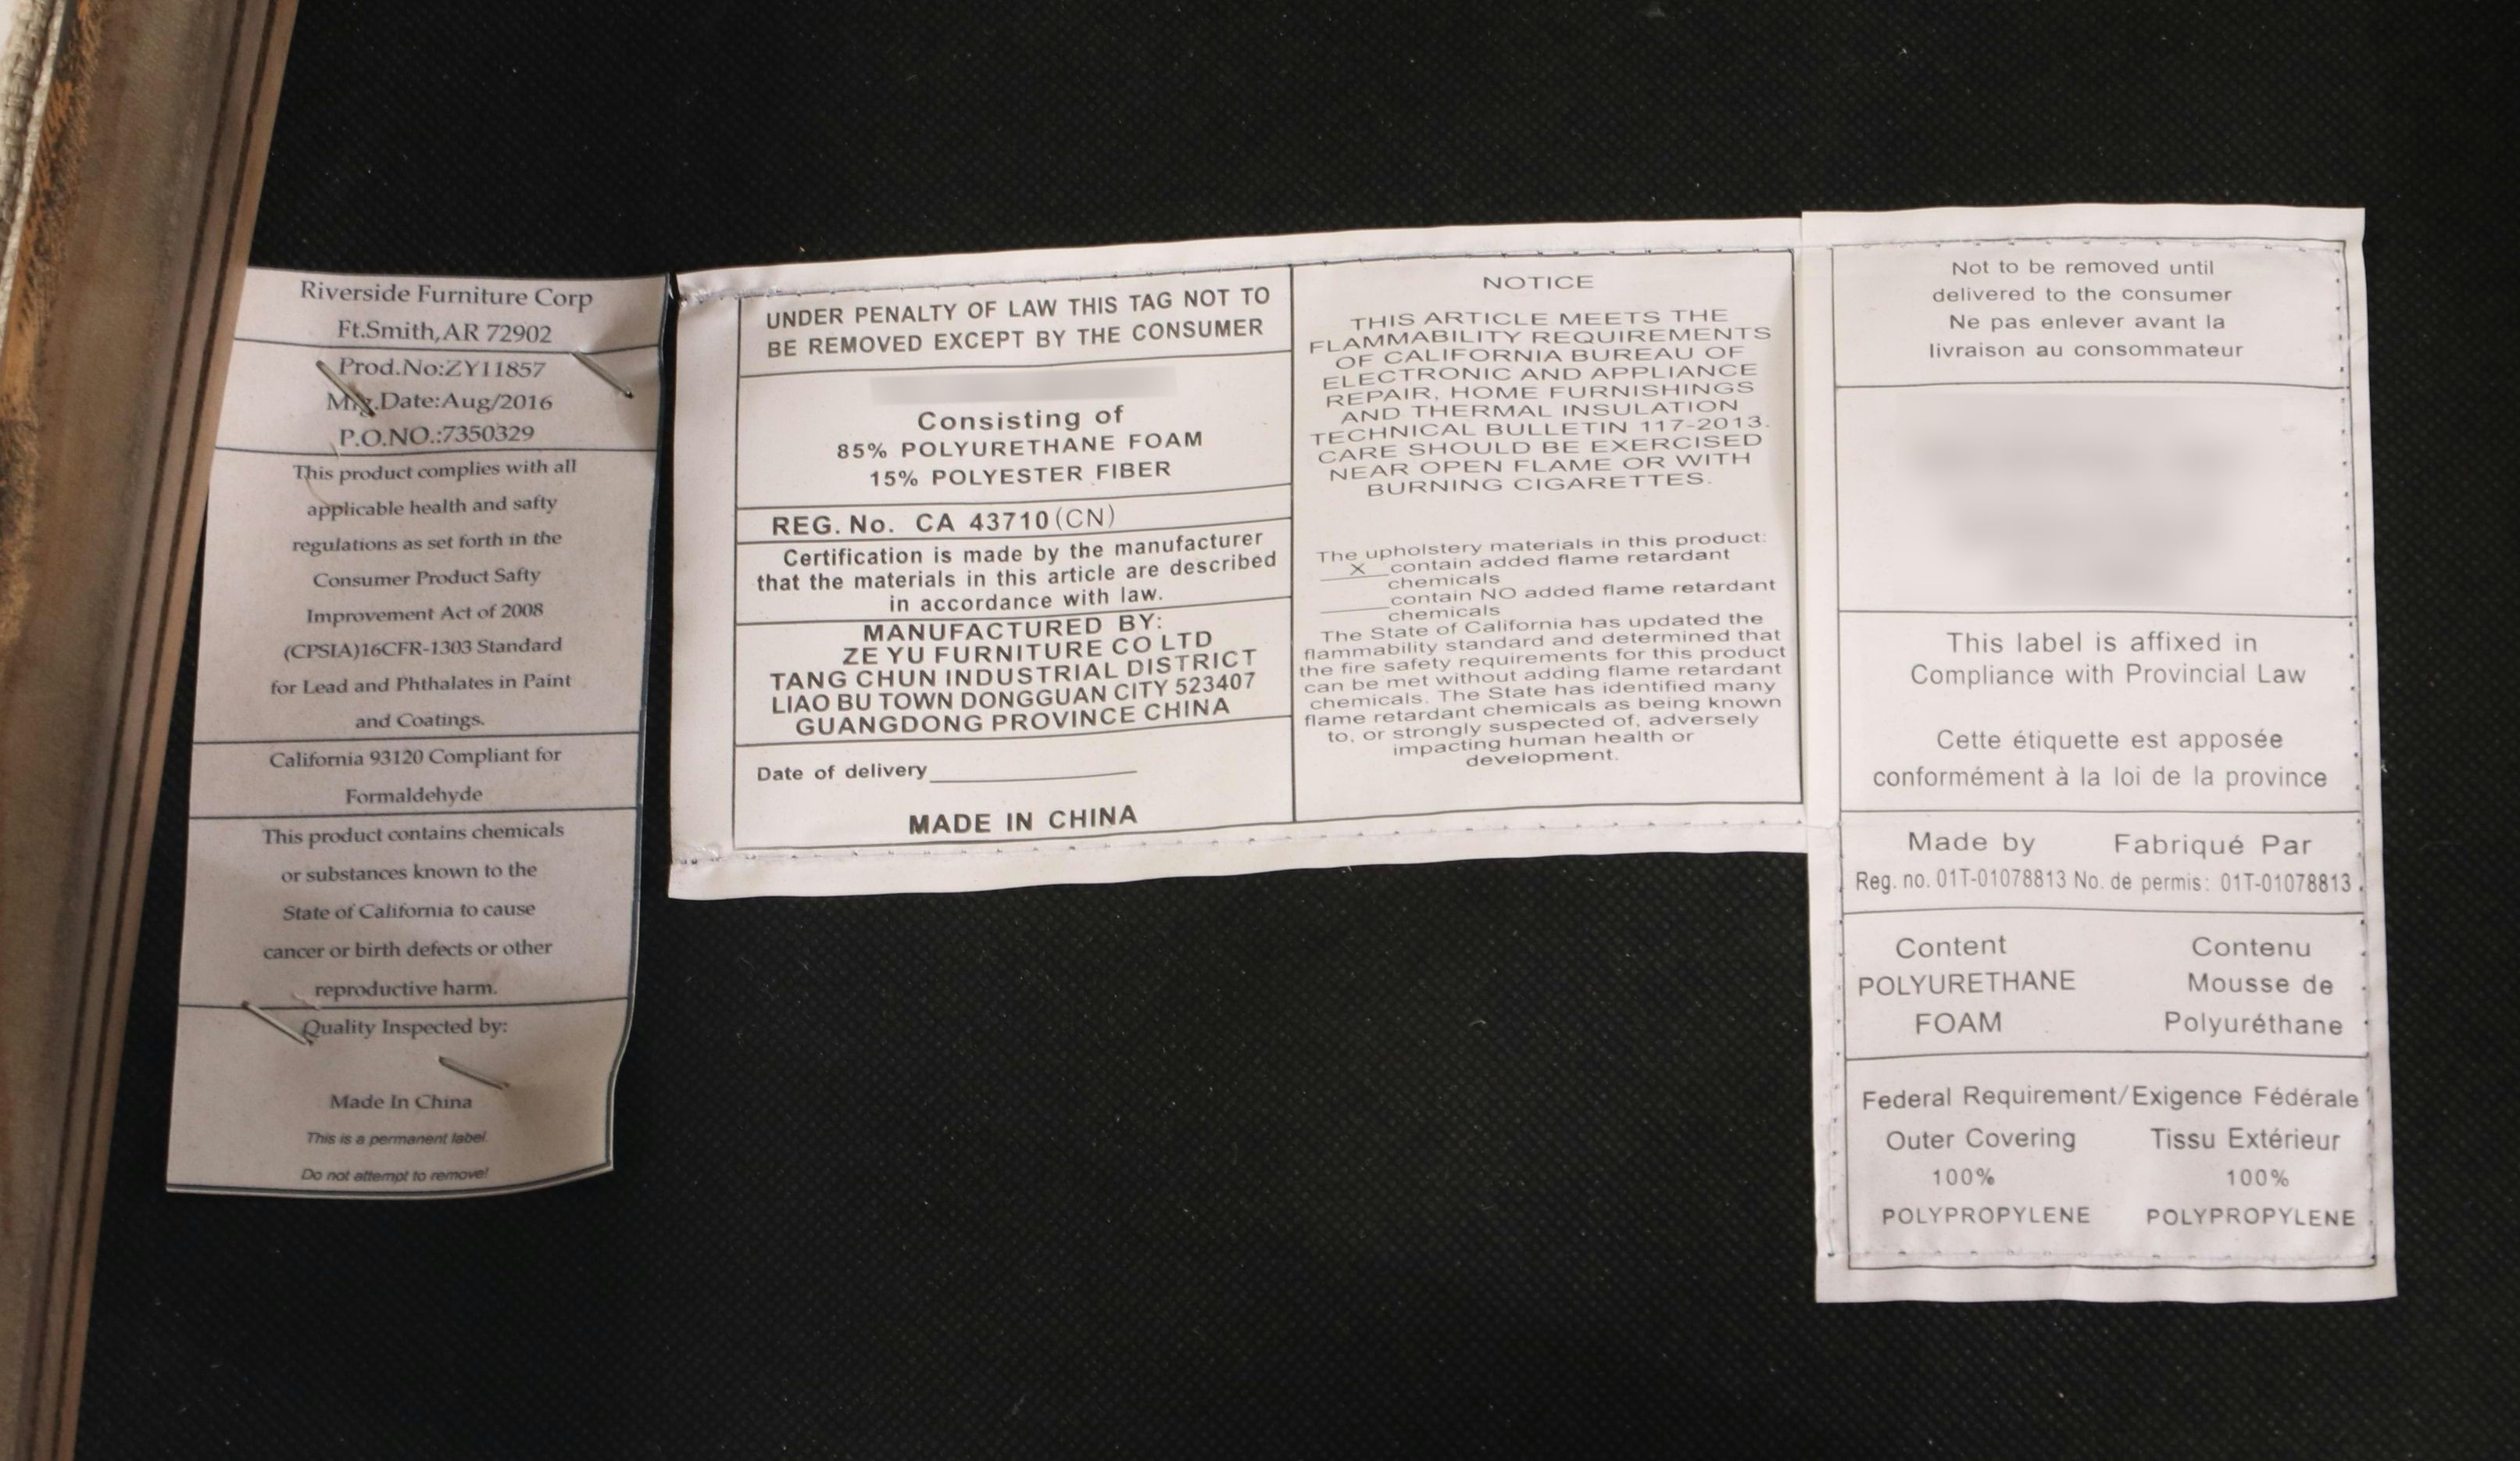 Riverside Furniture Corp
Ft.Smith,AR 72902
Prod.No:ZY11857
Mfg.Date:Aug/2016
P.O.NO.:7350329
This product complies with all
applicable health and safty
regulations as set forth in the
Consumer Product Safty
Improvement Act of 2008
(CPSIA)16CFR-1303 Standard
for Lead and Phthalates in Paint
and Coatings.
California 93120 Compliant for
Formaldehyde
This product contains chemicals
or substances known to the
State of California to cause
cancer or birth defects or other
reproductive harm.
Quality Inspected by:
Made In China
This is a permanent label.
Do not attempt to remove!
UNDER PENALTY OF LAW THIS TAG NOT TO
BE REMOVED EXCEPT BY THE CONSUMER
Consisting of
85% POLYURETHANE FOAM
15% POLYESTER FIBER
REG. No. CA 43710 (CN)
Certification is made by the manufacturer
that the materials in this article are described
in accordance with law.
MANUFACTURED BY:
ZE YU FURNITURE CO LTD
TANG CHUN INDUSTRIAL DISTRICT
LIAO BU TOWN DONGGUAN CITY 523407
GUANGDONG PROVINCE CHINA
Date of delivery
MADE IN CHINA
NOTICE
THIS ARTICLE MEETS THE
FLAMMABILITY REQUIREMENTS
OF CALIFORNIA BUREAU OF
ELECTRONIC AND APPLIANCE
REPAIR, HOME FURNISHINGS
AND THERMAL INSULATION
TECHNICAL BULLETIN 117-2013.
CARE SHOULD BE EXERCISED
NEAR OPEN FLAME OR WITH
BURNING CIGARETTES.
The upholstery materials in this product:
X contain added flame retardant
chemicals
contain NO added flame retardant
chemicals
The State of California has updated the
flammability standard and determined that
the fire safety requirements for this product
can be met without adding flame retardant
chemicals. The State has identified many
flame retardant chemicals as being known
to, or strongly suspected of, adversely
impacting human health or
development.
Not to be removed until
delivered to the consumer
Ne pas enlever avant la
livraison au consommateur
This label is affixed in
Compliance with Provincial Law
Cette étiquette est apposée
conformément à la loi de la province
Made by Fabriqué Par
Reg. no. 01T-01078813 No. de permis: 01T-01078813
Content Contenu
POLYURETHANE Mousse de
FOAM Polyuréthane
Federal Requirement/Exigence Fédérale
Outer Covering Tissu Extérieur
100% 100%
POLYPROPYLENE POLYPROPYLENE